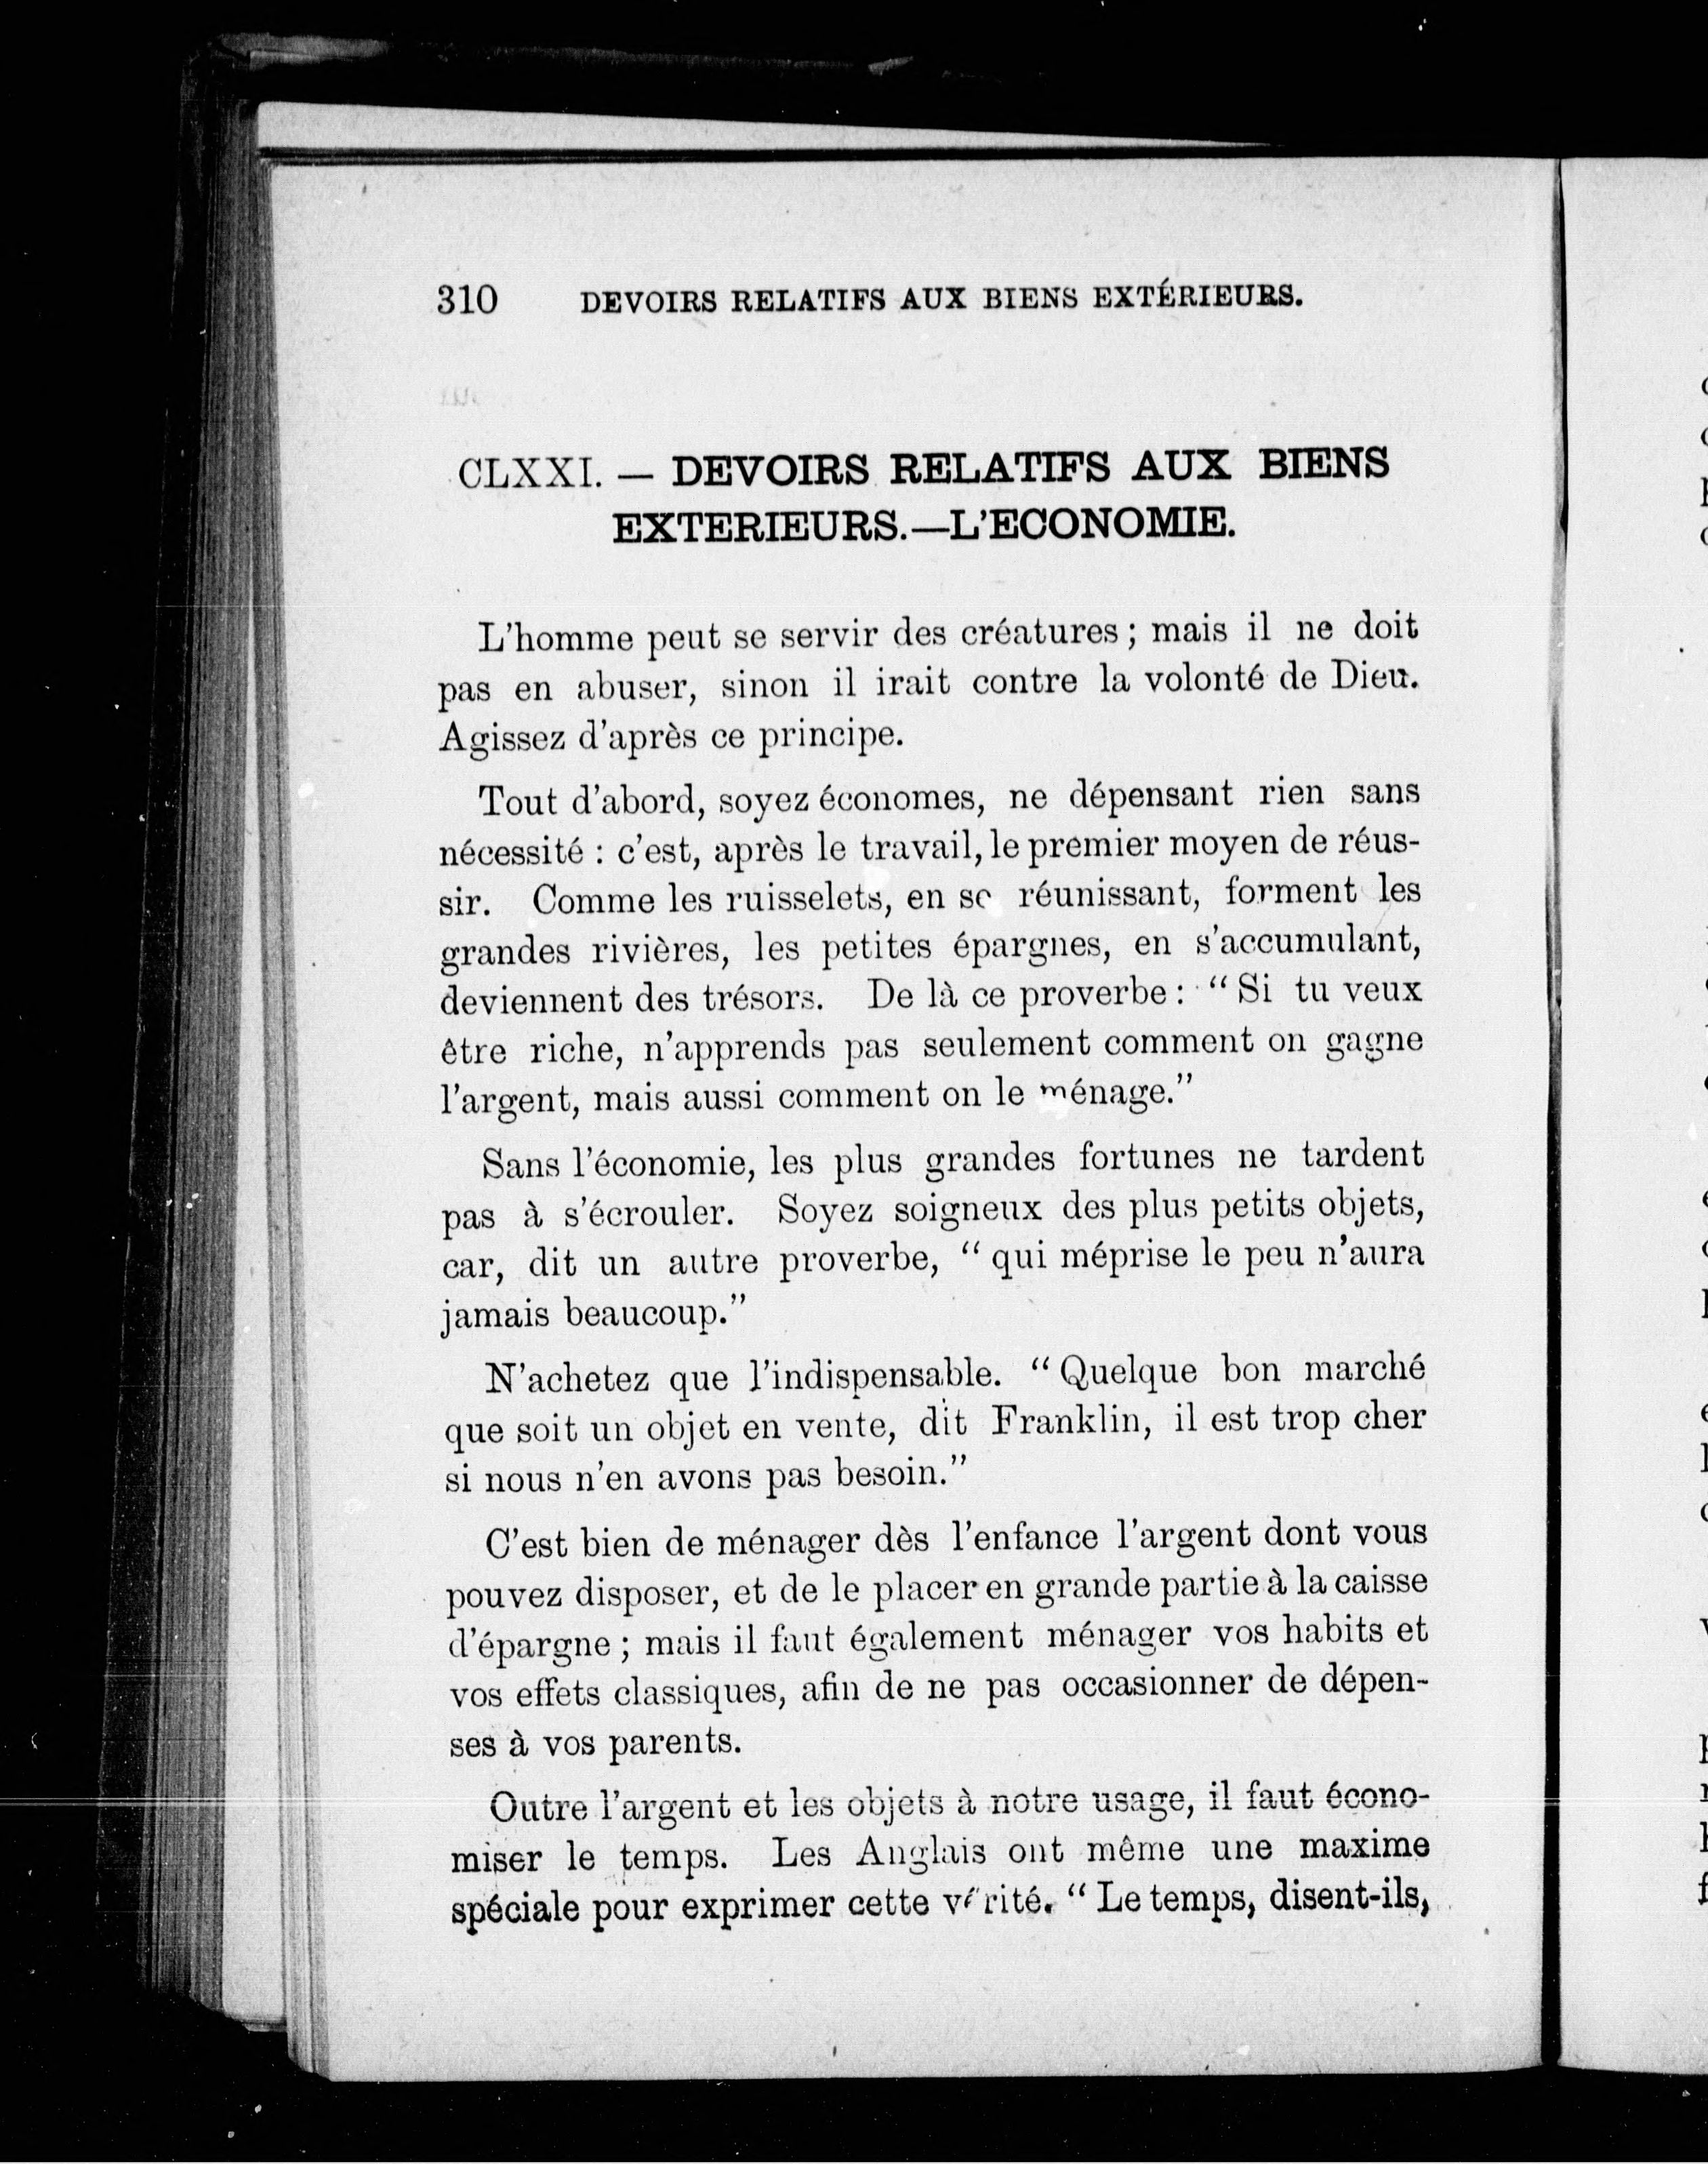 310 DEVOIRS RELATIFS AUX BIENS EXTÉRIEURS.
CLXXI. — DEVOIRS RELATIFS AUX BIENS
EXTERIEURS.—L'ECONOMIE.
L'homme peut se servir des créatures ; mais il ne doit
pas en abuser, sinon il irait contre la volonté de Dieu.
Agissez d'après ce principe.
Tout d'abord, soyez économes, ne dépensant rien sans
nécessité : c'est, après le travail, le premier moyen de réus-
sir. Comme les ruisselets, en se réunissant, forment les
grandes rivières, les petites épargnes, en s'accumulant,
deviennent des trésors. De là ce proverbe : “ Si tu veux
être riche, n'apprends pas seulement comment on gagne
l'argent, mais aussi comment on le ménage.”
Sans l'économie, les plus grandes fortunes ne tardent
pas à s'écrouler. Soyez soigneux des plus petits objets,
car, dit un autre proverbe, “ qui méprise le peu n'aura
jamais beaucoup.”
N'achetez que l'indispensable. “ Quelque bon marché
que soit un objet en vente, dit Franklin, il est trop cher
si nous n'en avons pas besoin.”
C'est bien de ménager dès l'enfance l'argent dont vous
pouvez disposer, et de le placer en grande partie à la caisse
d'épargne ; mais il faut également ménager vos habits et
vos effets classiques, afin de ne pas occasionner de dépen-
ses à vos parents.
Outre l'argent et les objets à notre usage, il faut écono-
miser le temps. Les Anglais ont même une maxime
spéciale pour exprimer cette vérité. “ Le temps, disent-ils,